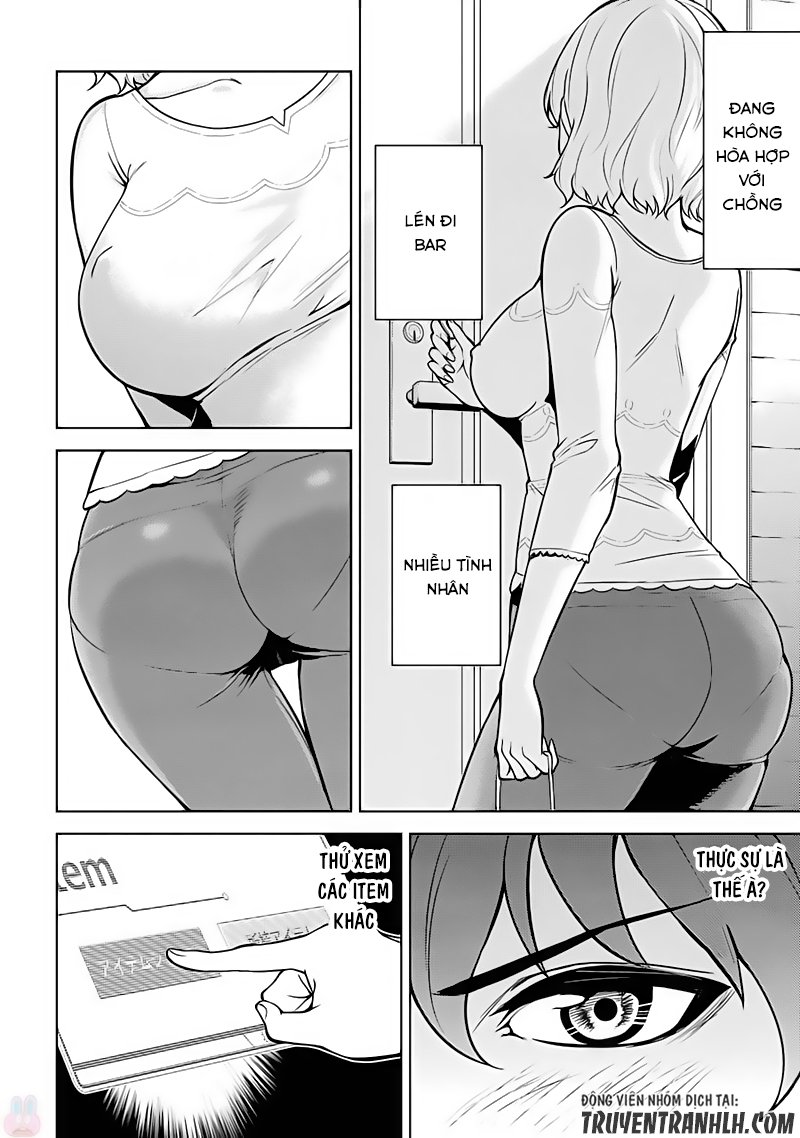 ĐANG
KHÔNG
HÒA HỢP
VỚI
CHỒNG
LÉN ĐI
BAR
NHIỀU TÌNH
NHÂN
THỰC SỰ LÀ
THẾ À?
THỬ XEM
CÁC ITEM
KHÁC
tem
ĐỘNG VIÊN NHÓM DỊCH TẠI:
TRUYENTRANHLH.COM